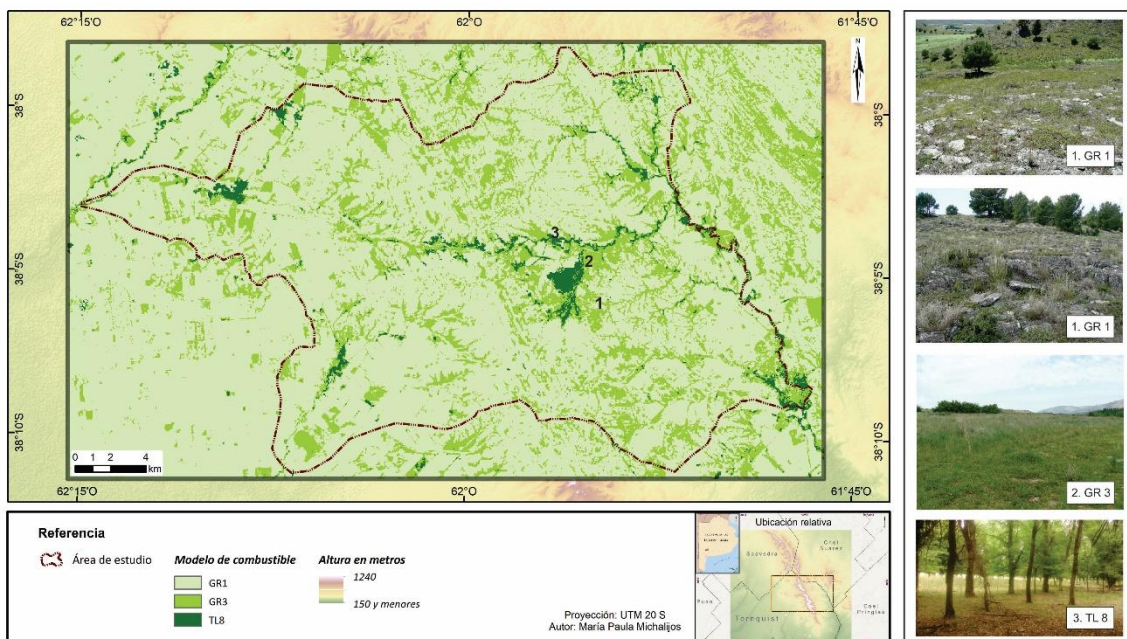 62°15'O
62°O
61°45'O
N
38°S
38°S
3
2
38°5'S
38°5'S
1
38°10'S
38°10'S
0 1 2 4
km
62°15'O
62°O
61°45'O
1. GR 1
1. GR 1
2. GR 3
3. TL 8
Referencia
Área de estudio
Modelo de combustible
GR1
GR3
TL8
Altura en metros
1240
150 y menores
Proyección: UTM 20 S
Autor: María Paula Michalijos
Ubicación relativa
Saavedra
Cnel
Suarez
Puan
Cnel
Pringles
Tornquist